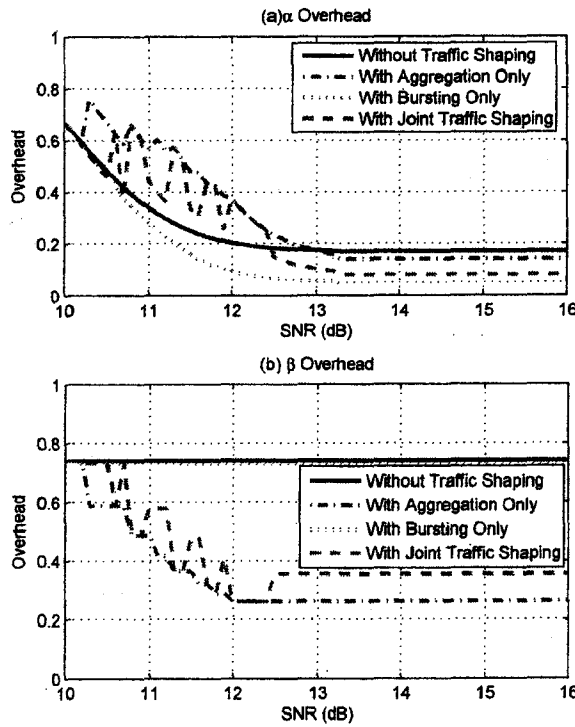 (a)α Overhead
1
0.8
0.6
0.4
0.2
0
Overhead
Without Traffic Shaping
With Aggregation Only
With Bursting Only
With Joint Traffic Shaping
10 11 12 13 14 15 16
SNR (dB)
(b) β Overhead
1
0.8
0.6
0.4
0.2
0
Overhead
Without Traffic Shaping
With Aggregation Only
With Bursting Only
With Joint Traffic Shaping
10 11 12 13 14 15 16
SNR (dB)